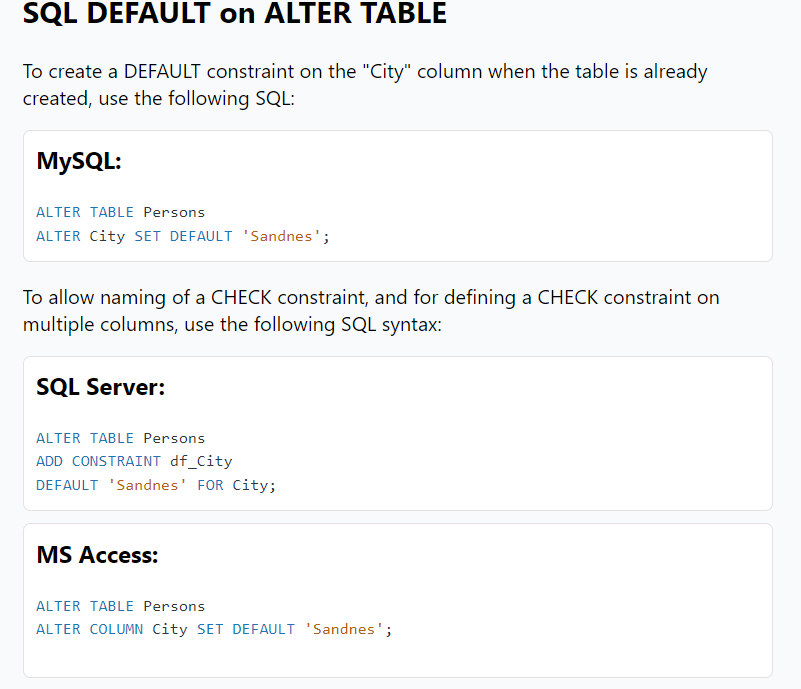 SQL DEFAULT on ALTER TABLE
To create a DEFAULT constraint on the "City" column when the table is already
created, use the following SQL:
MySQL:
ALTER TABLE Persons
ALTER City SET DEFAULT 'Sandnes';
To allow naming of a CHECK constraint, and for defining a CHECK constraint on
multiple columns, use the following SQL syntax:
SQL Server:
ALTER TABLE Persons
ADD CONSTRAINT df_City
DEFAULT 'Sandnes' FOR City;
MS Access:
ALTER TABLE Persons
ALTER COLUMN City SET DEFAULT 'Sandnes';